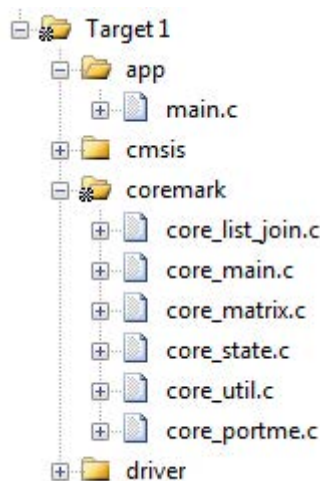 Target 1
app
main.c
cmsis
coremark
core_list_join.c
core_main.c
core_matrix.c
core_state.c
core_util.c
core_portme.c
driver